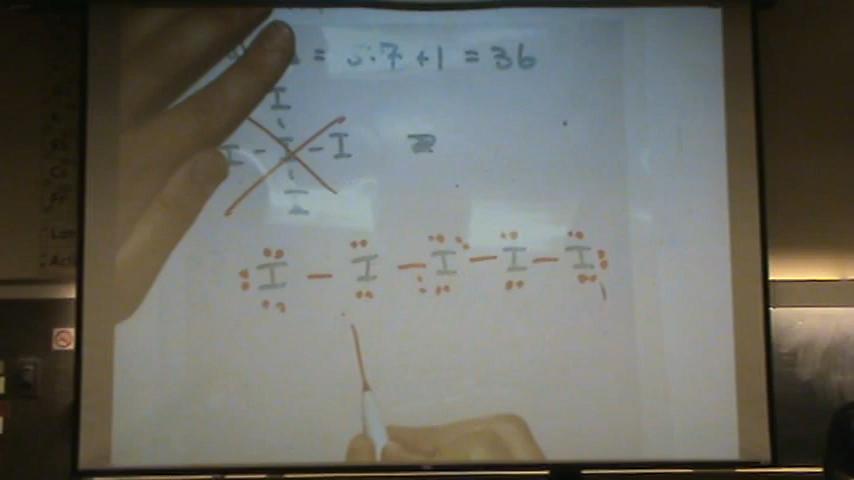 = 5·7 + 1 = 36
I
I - I - I
I
I - I - I - I - I